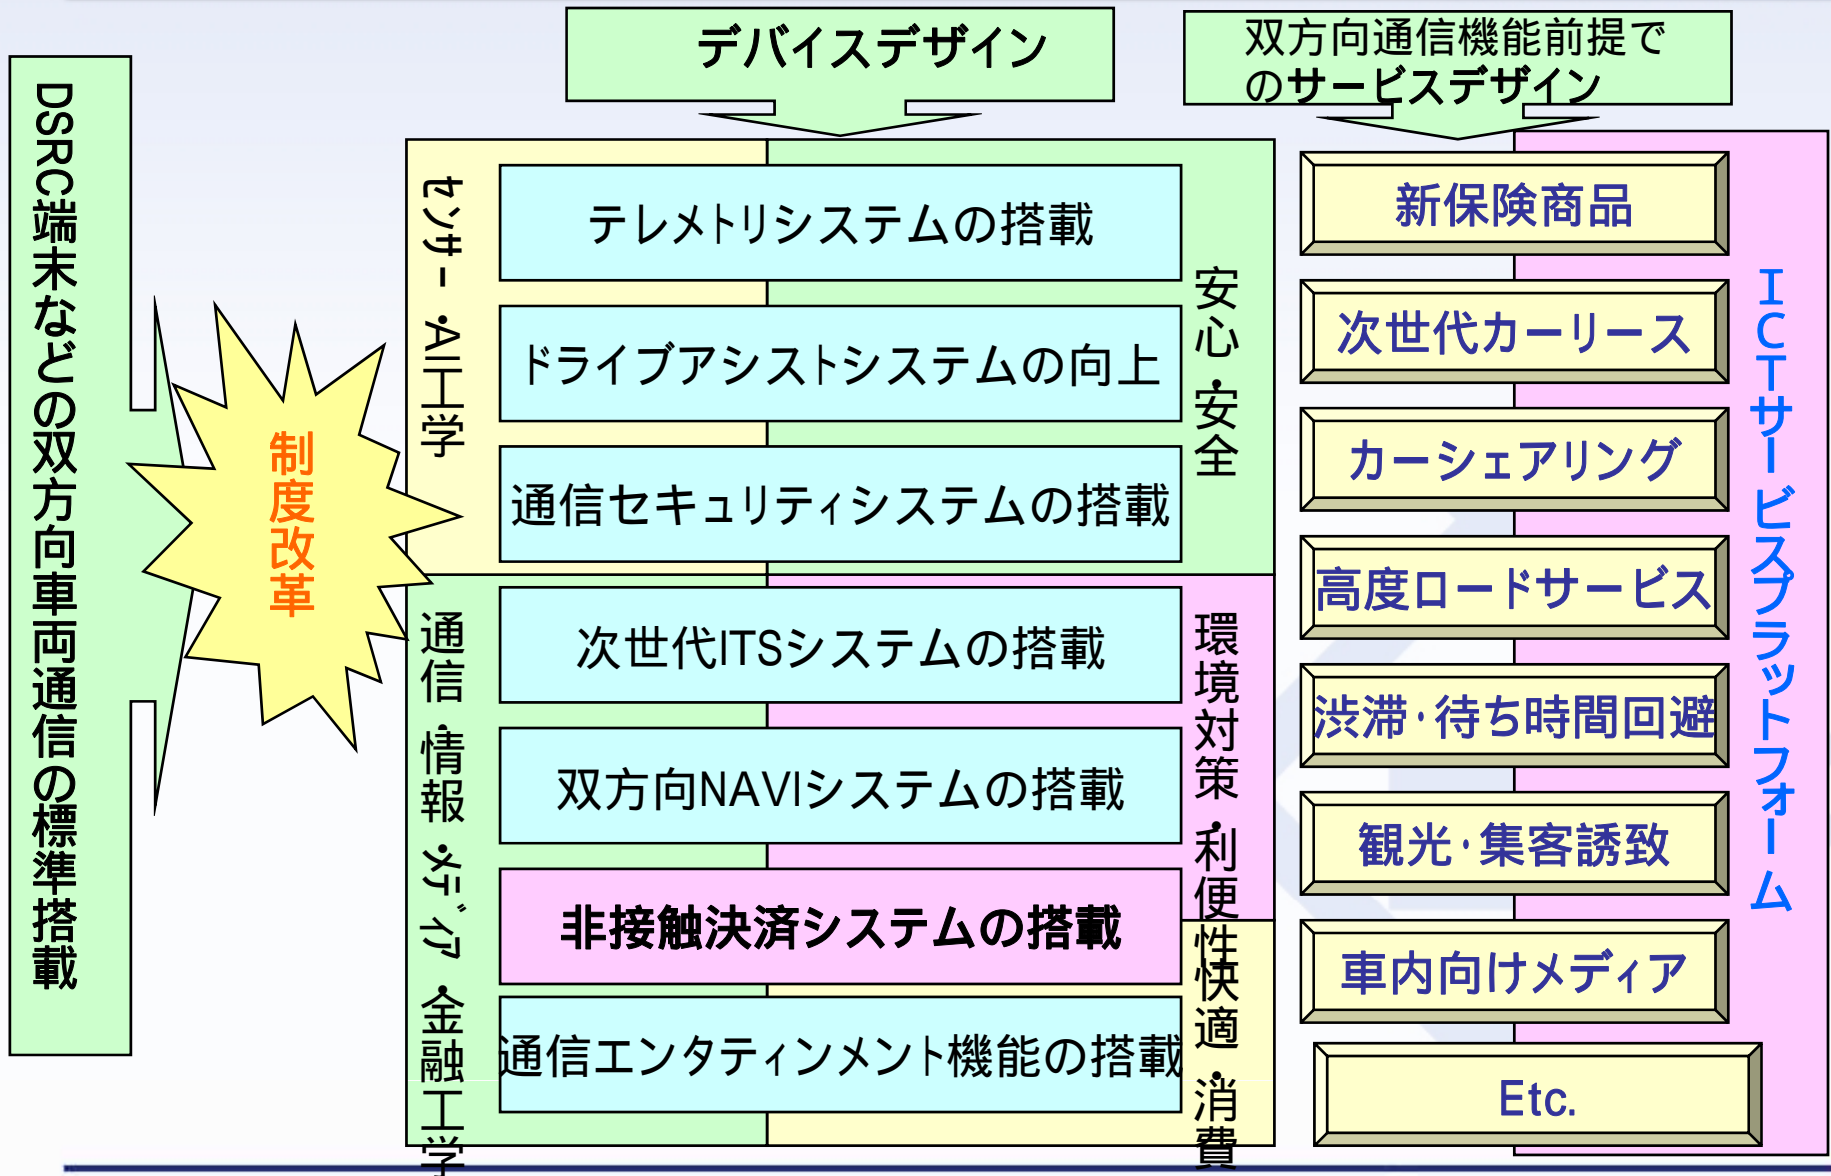 デバイスデザイン
双方向通信機能前提で
のサービスデザイン
DSRC端末などの双方向車両通信の標準搭載
制度改革
センサー・AI工学
テレメトリシステムの搭載
ドライブアシストシステムの向上
通信セキュリティシステムの搭載
安心・安全
通信・情報・メディア・金融工学
次世代ITSシステムの搭載
双方向NAVIシステムの搭載
非接触決済システムの搭載
通信エンタティンメント機能の搭載
環境対策・利便性
快適・消費
新保険商品
次世代カーリース
カーシェアリング
高度ロードサービス
渋滞・待ち時間回避
観光・集客誘致
車内向けメディア
Etc.
ICTサービスプラットフォーム